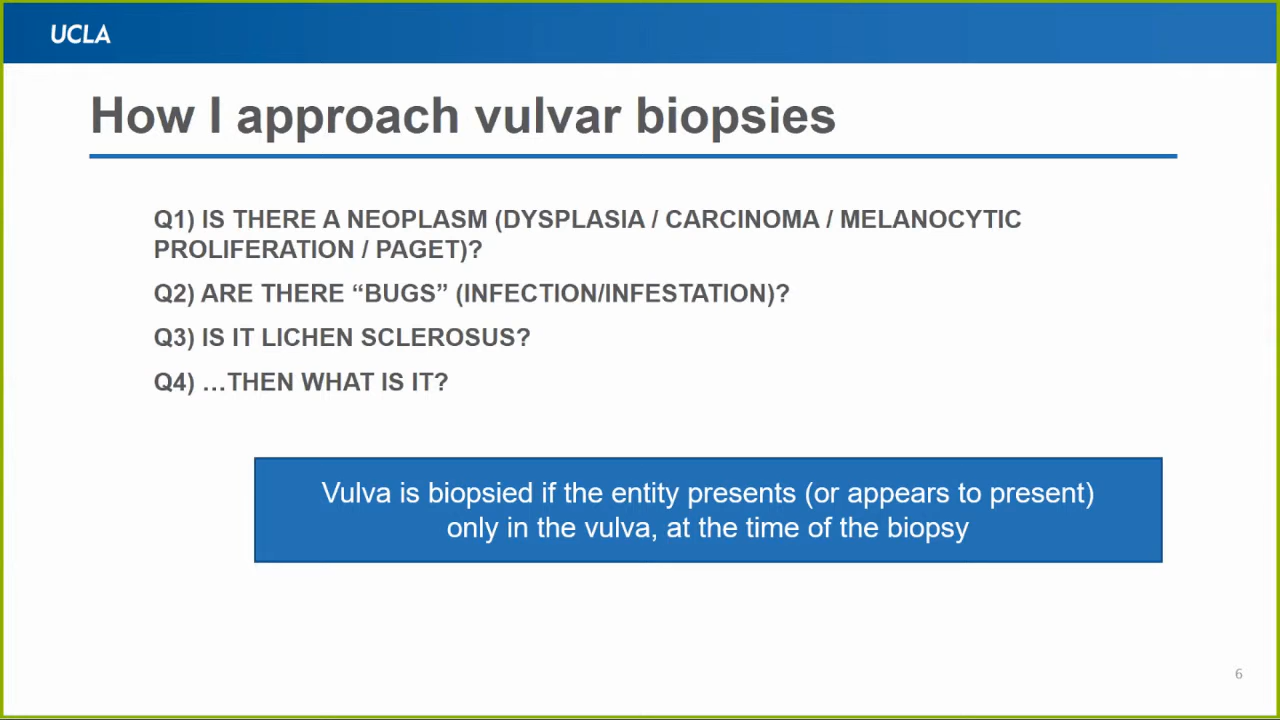 UCLA
How I approach vulvar biopsies
Q1) IS THERE A NEOPLASM (DYSPLASIA / CARCINOMA / MELANOCYTIC
PROLIFERATION / PAGET)?
Q2) ARE THERE “BUGS” (INFECTION/INFESTATION)?
Q3) IS IT LICHEN SCLEROSUS?
Q4) …THEN WHAT IS IT?
Vulva is biopsied if the entity presents (or appears to present)
only in the vulva, at the time of the biopsy
6